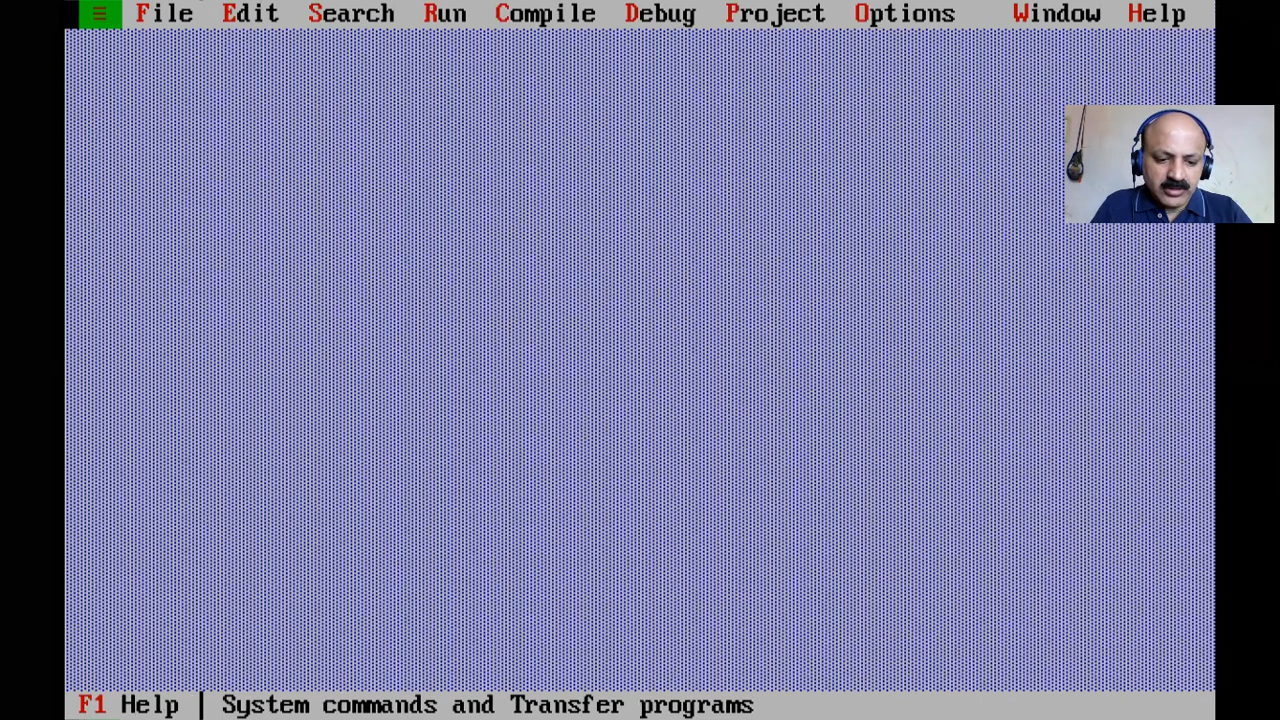 ≡ File Edit Search Run Compile Debug Project Options Window Help
F1 Help | System commands and Transfer programs